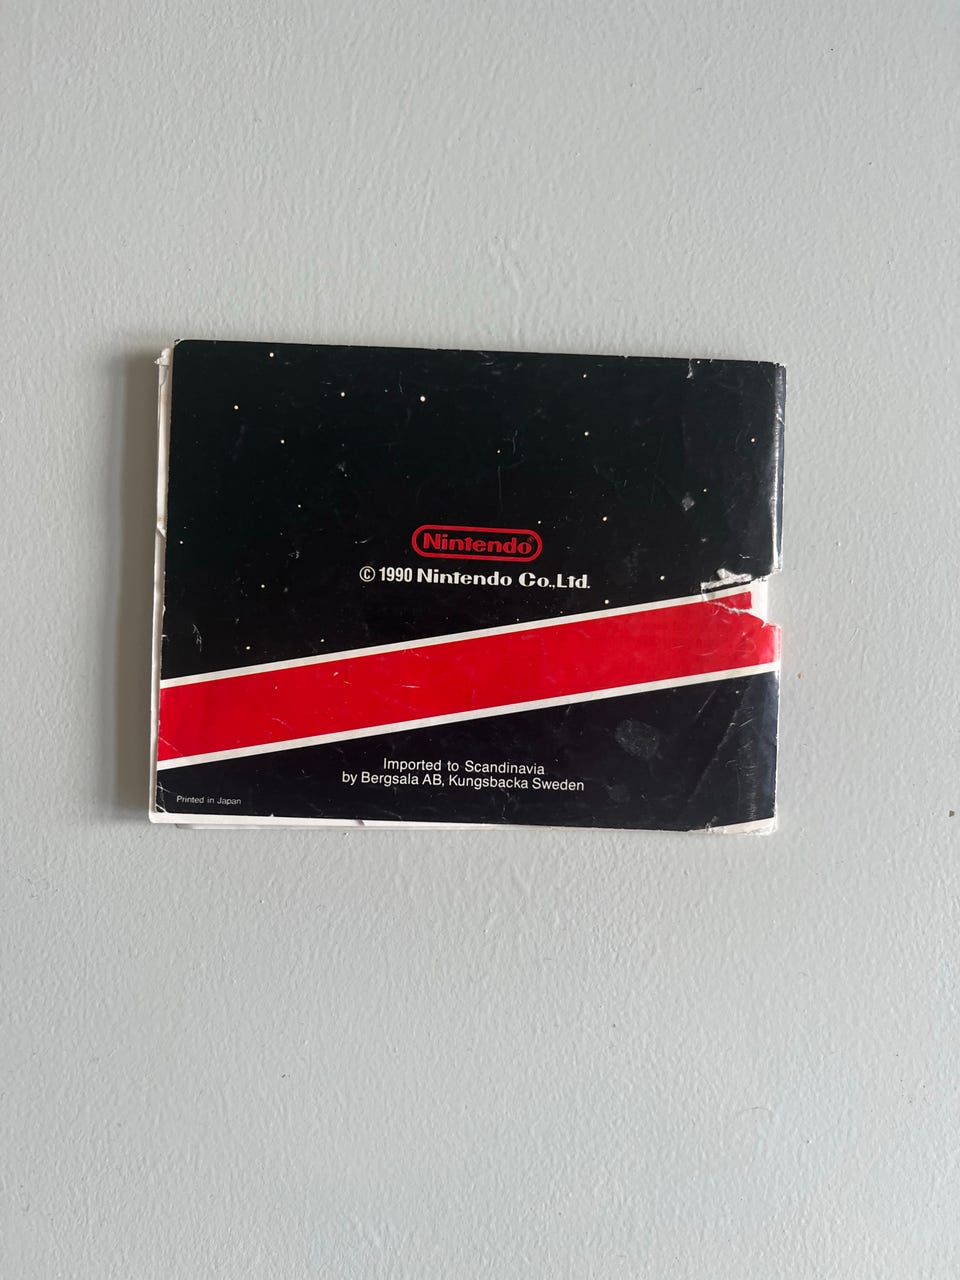 Nintendo®
© 1990 Nintendo Co.,Ltd.
Imported to Scandinavia
by Bergsala AB, Kungsbacka Sweden
Printed in Japan